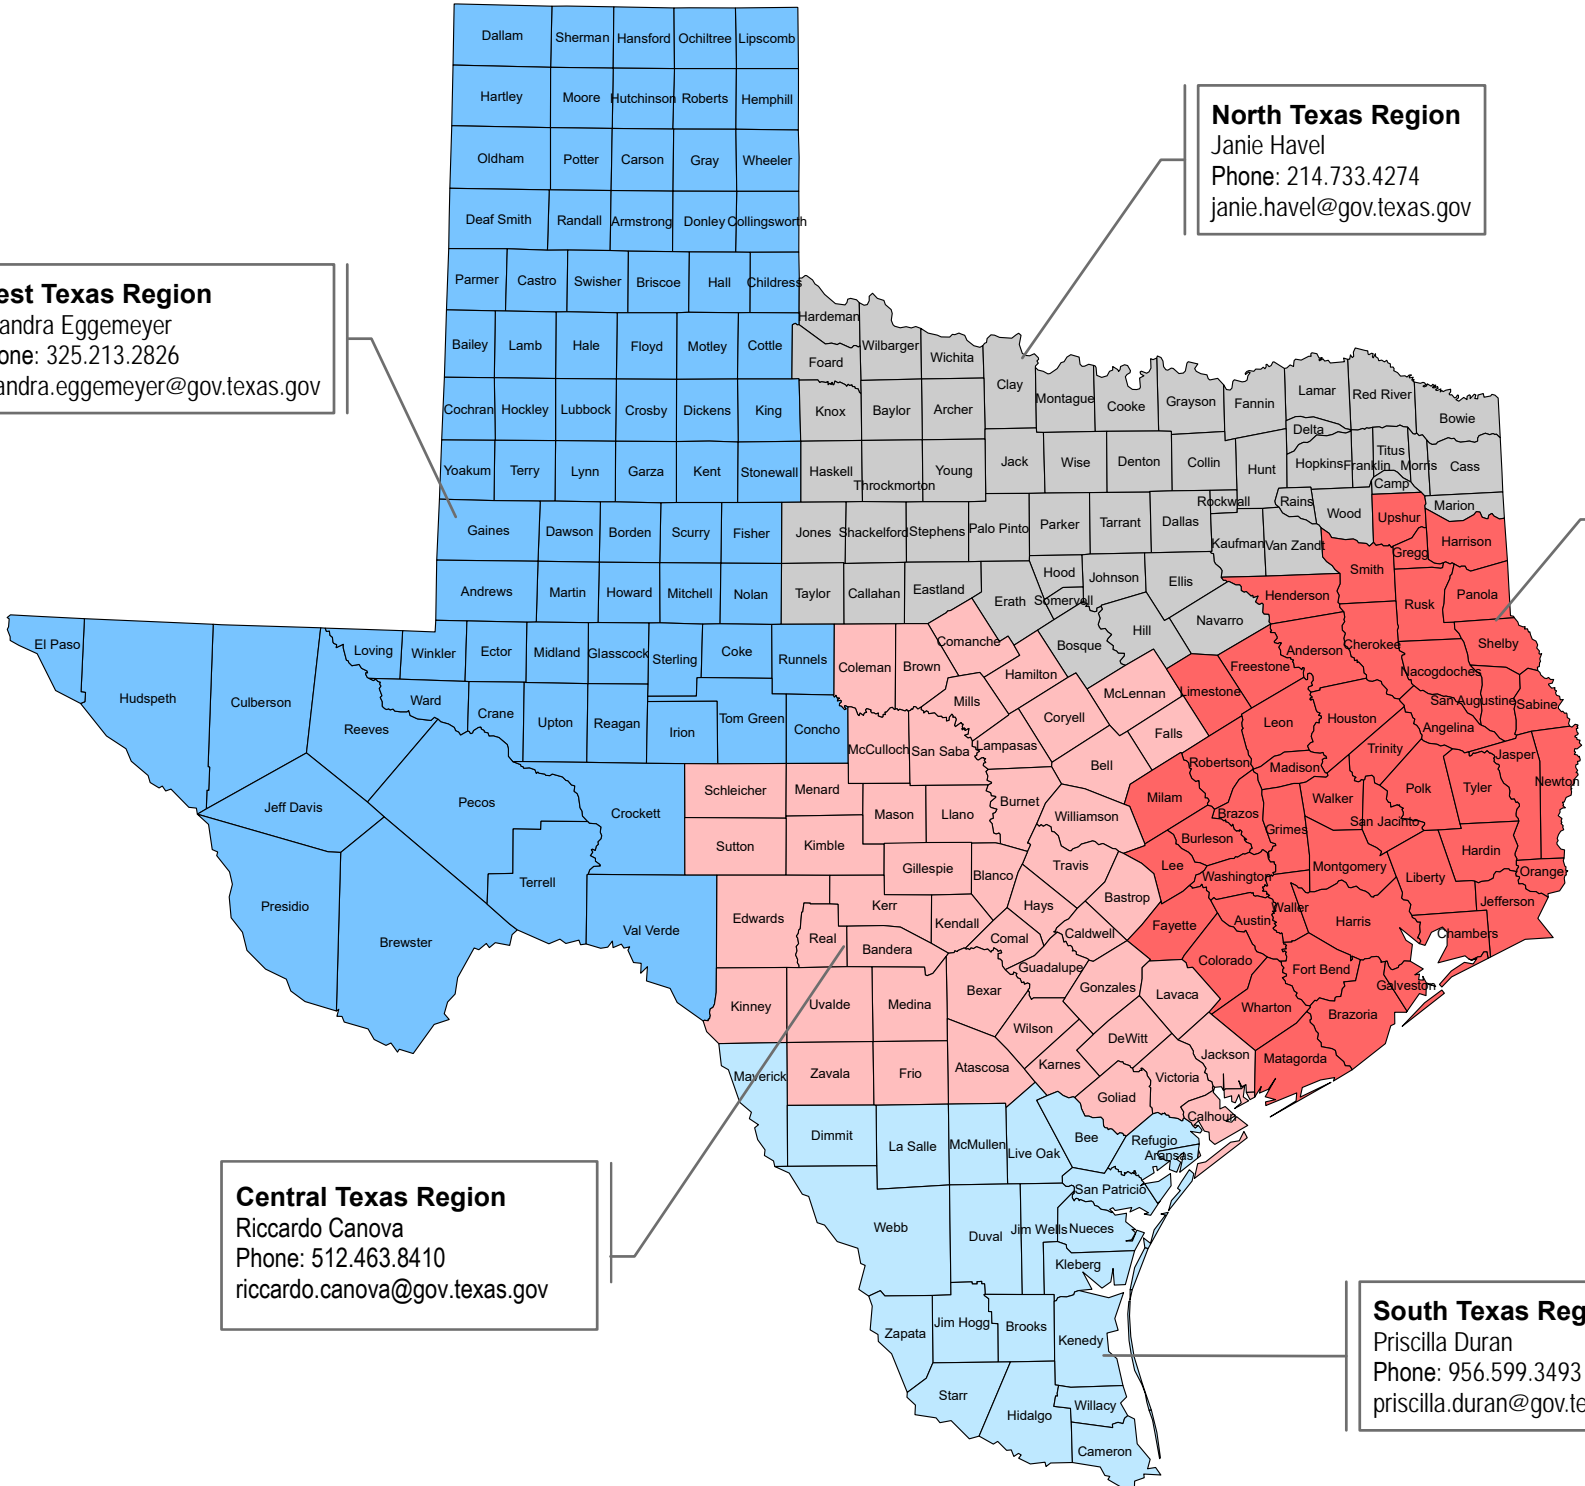 Dallam Sherman Hansford Ochiltree Lipscomb
Hartley Moore Hutchinson Roberts Hemphill
Oldham Potter Carson Gray Wheeler
Deaf Smith Randall Armstrong Donley Collingsworth
Parmer Castro Swisher Briscoe Hall Childress
Bailey Lamb Hale Floyd Motley Cottle
Cochran Hockley Lubbock Crosby Dickens King
Yoakum Terry Lynn Garza Kent Stonewall
Gaines Dawson Borden Scurry Fisher
Andrews Martin Howard Mitchell Nolan
El Paso Hudspeth Culberson Reeves Loving Winkler Ector Midland Glasscock Sterling Coke Runnels
Ward Crane Upton Reagan Irion Tom Green Concho
Jeff Davis Pecos Crockett
Presidio Brewster Terrell Val Verde
North Texas Region
Janie Havel
Phone: 214.733.4274
janie.havel@gov.texas.gov
est Texas Region
andra Eggemeyer
one: 325.213.2826
andra.eggemeyer@gov.texas.gov
Hardeman Foard Wilbarger Wichita Clay
Knox Baylor Archer Montague Cooke Grayson Fannin Lamar Red River Bowie
Haskell Throckmorton Young Jack Wise Denton Collin Hunt Delta Hopkins Franklin Titus Morris Cass Camp
Jones Shackelford Stephens Palo Pinto Parker Tarrant Dallas Rockwall Rains Wood Marion
Kaufman Van Zandt
Taylor Callahan Eastland Erath Hood Somervell Johnson Ellis
Bosque Hill Navarro
Upshur Gregg Harrison
Smith Rusk Panola
Henderson Anderson Cherokee Shelby
Limestone Freestone Nacogdoches San Augustine Sabine
Leon Houston Angelina
Robertson Madison Trinity Polk Tyler Jasper Newton
Milam Brazos Grimes Walker San Jacinto
Burleson Montgomery Hardin
Lee Washington Liberty Orange
Fayette Austin Waller Harris Jefferson
Chambers
Colorado Fort Bend Galveston
Wharton Brazoria
Matagorda
Coleman Brown Comanche
Hamilton McLennan
Mills Coryell Falls
McCulloch San Saba Lampasas Bell
Schleicher Menard Mason Llano Burnet Williamson
Sutton Kimble Gillespie Blanco Travis
Edwards Real Kerr Kendall Hays Bastrop
Bandera Comal Caldwell
Guadalupe
Kinney Uvalde Medina Bexar Gonzales Lavaca
Wilson DeWitt
Zavala Frio Atascosa Karnes Victoria Jackson
Goliad Calhoun
Maverick
Dimmit La Salle McMullen Live Oak Bee Refugio
Aransas
San Patricio
Webb Duval Jim Wells Nueces
Kleberg
Zapata Jim Hogg Brooks Kenedy
Starr Hidalgo Willacy
Cameron
Central Texas Region
Riccardo Canova
Phone: 512.463.8410
riccardo.canova@gov.texas.gov
South Texas Reg
Priscilla Duran
Phone: 956.599.3493
priscilla.duran@gov.te